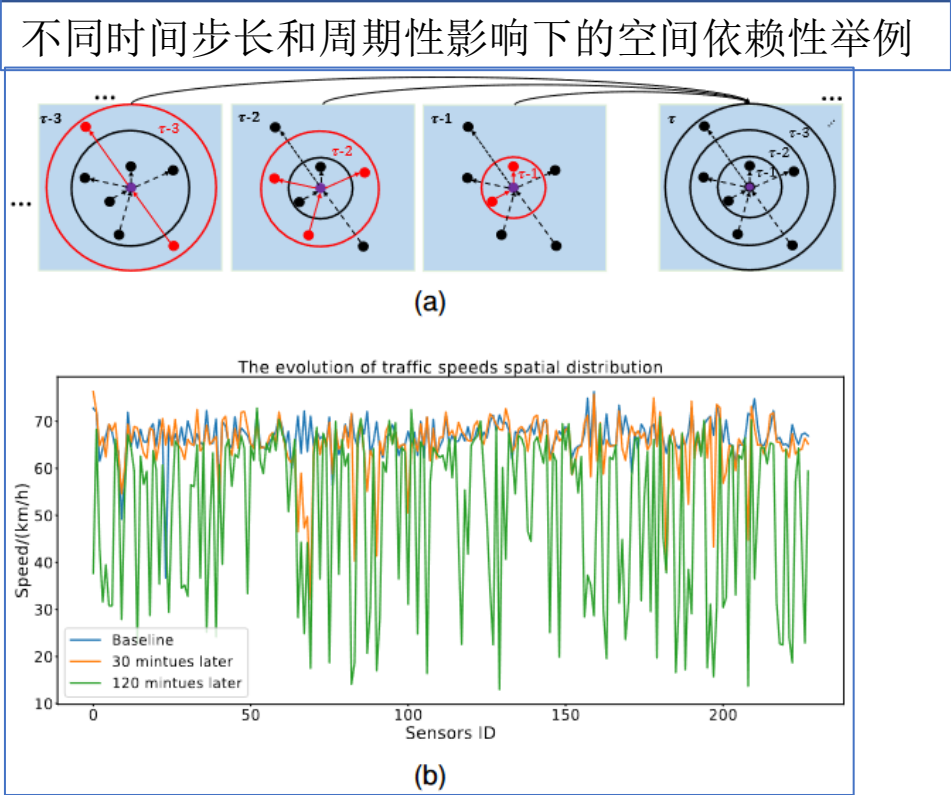 不同时间步长和周期性影响下的空间依赖性举例
...
...
τ-3
τ-3
τ-2
τ-2
τ-1
τ-1
τ
τ-3
τ-2
τ-1
...
(a)
The evolution of traffic speeds spatial distribution
Speed/(km/h)
70
60
50
40
30
20
10
Baseline
30 mintues later
120 mintues later
0
50
100
150
200
Sensors ID
(b)